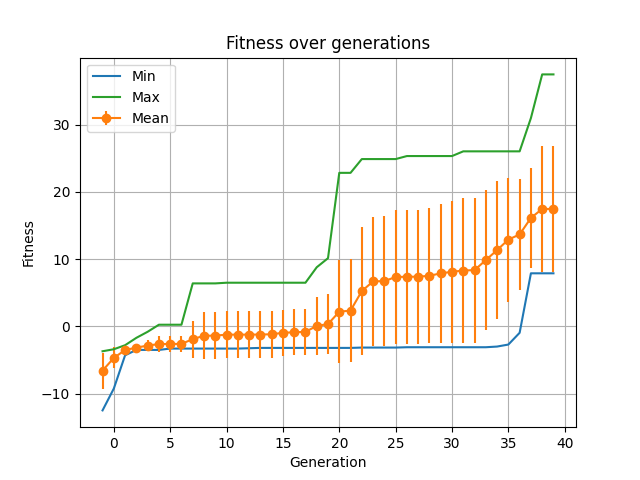 Fitness over generations
Min
Max
Mean
Fitness
30
20
10
0
−10
0 5 10 15 20 25 30 35 40
Generation